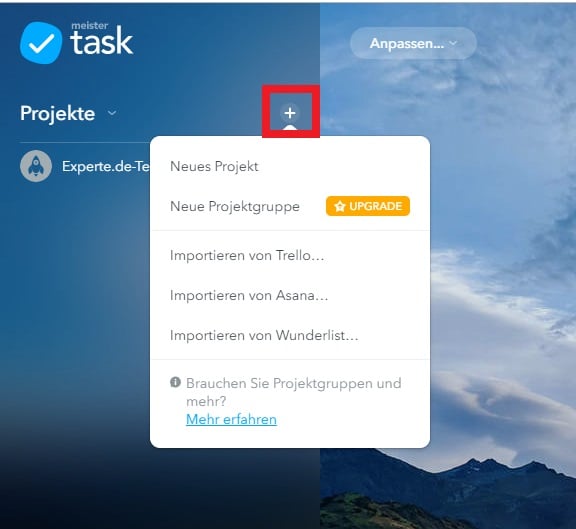 meister
task
Anpassen...
Projekte
Experte.de-Te
Neues Projekt
Neue Projektgruppe
UPGRADE
Importieren von Trello…
Importieren von Asana…
Importieren von Wunderlist…
Brauchen Sie Projektgruppen und
mehr?
Mehr erfahren